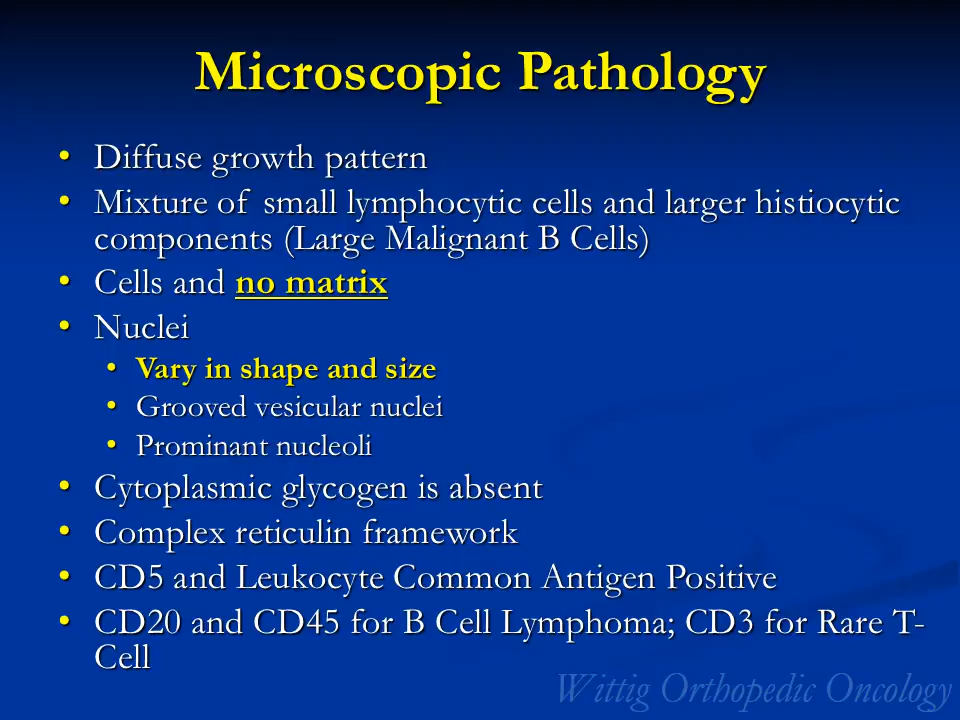 Microscopic Pathology
• Diffuse growth pattern
• Mixture of small lymphocytic cells and larger histiocytic
components (Large Malignant B Cells)
• Cells and no matrix
• Nuclei
• Vary in shape and size
• Grooved vesicular nuclei
• Prominant nucleoli
• Cytoplasmic glycogen is absent
• Complex reticulin framework
• CD5 and Leukocyte Common Antigen Positive
• CD20 and CD45 for B Cell Lymphoma; CD3 for Rare T-
Cell
Wittig Orthopedic Oncology